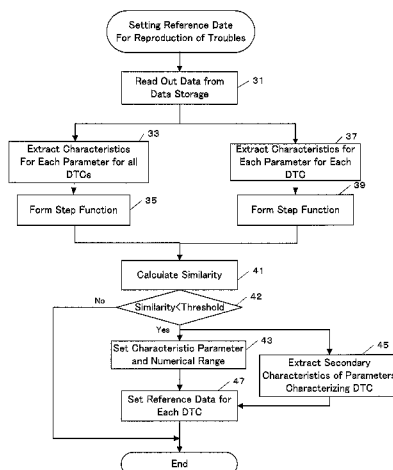 Setting Reference Date
For Reproduction of Troubles
Read Out Data from
Data Storage
31
33
Extract Characteristics
For Each Parameter for all
DTCs
37
Extract Characteristics for
Each Parameter for Each
DTC
35
Form Step Function
39
Form Step Function
Calculate Similarity
41
42
No
Similarity<Threshold
Yes
43
Set Characteristic Parameter
and Numerical Range
45
Extract Secondary
Characteristics of Parameters
Characterizing DTC
47
Set Reference Data for
Each DTC
End